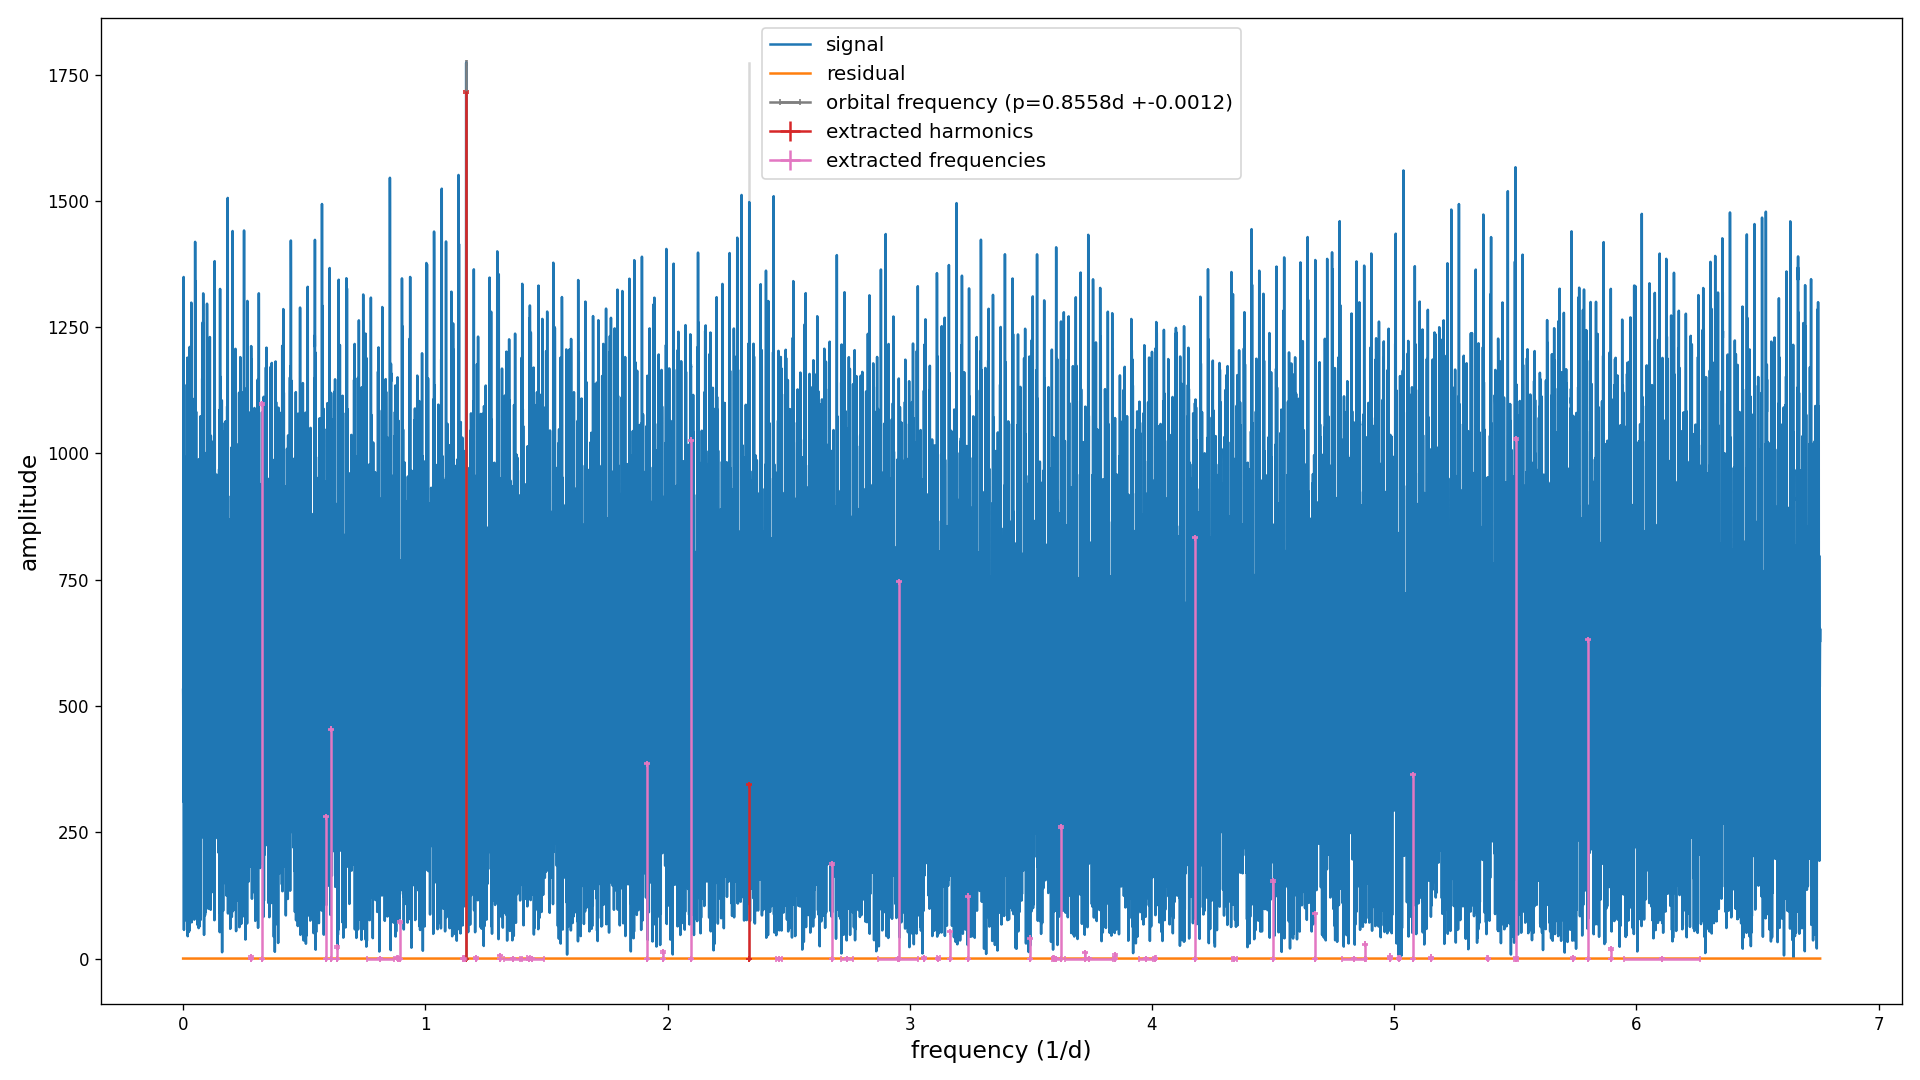 signal
residual
orbital frequency (p=0.8558d +-0.0012)
extracted harmonics
extracted frequencies
amplitude
1750
1500
1250
1000
750
500
250
0
0 1 2 3 4 5 6 7
frequency (1/d)